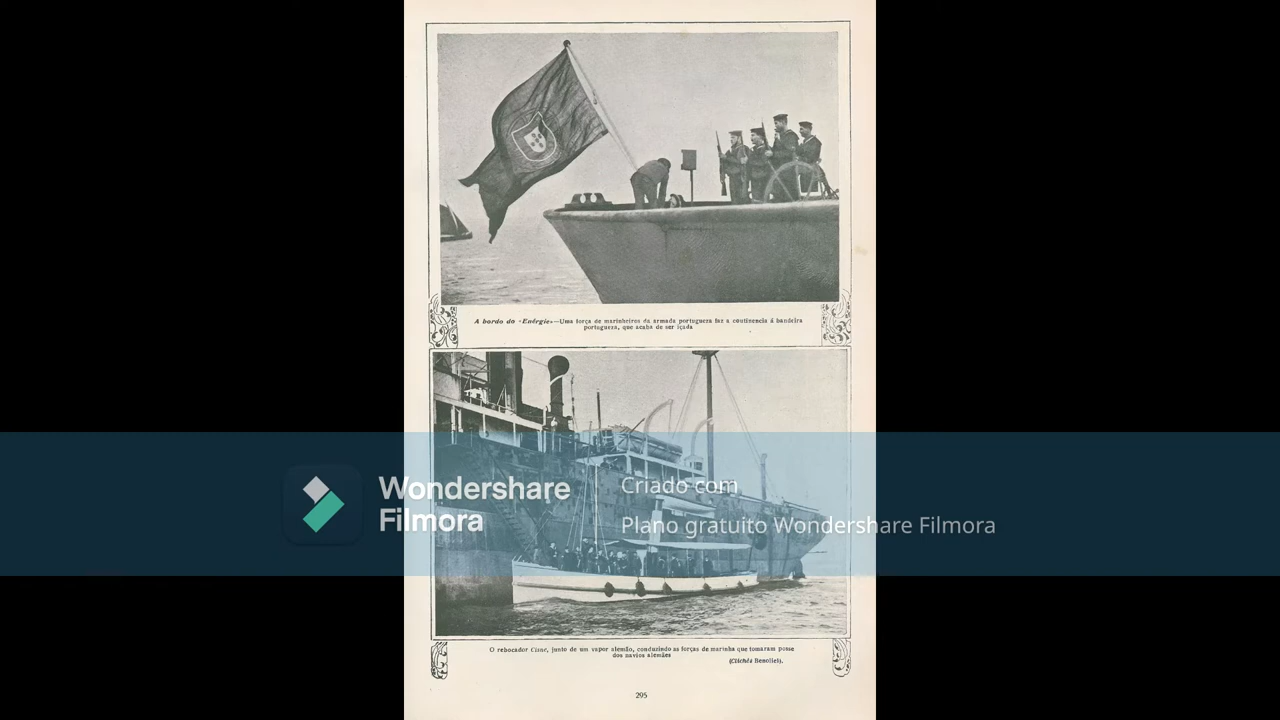 A bordo do «Enérgie»—Uma força de marinheiros da armada portugueza faz a continencia á bandeira
portugueza, que acaba de ser içada
Wondershare
Filmora
Criado com
Plano gratuito Wondershare Filmora
O rebocador Cisne, junto de um vapor alemão, conduzindo as forças de marinha que tomaram posse
dos navios alemães
(Clichés Benoliel).
295